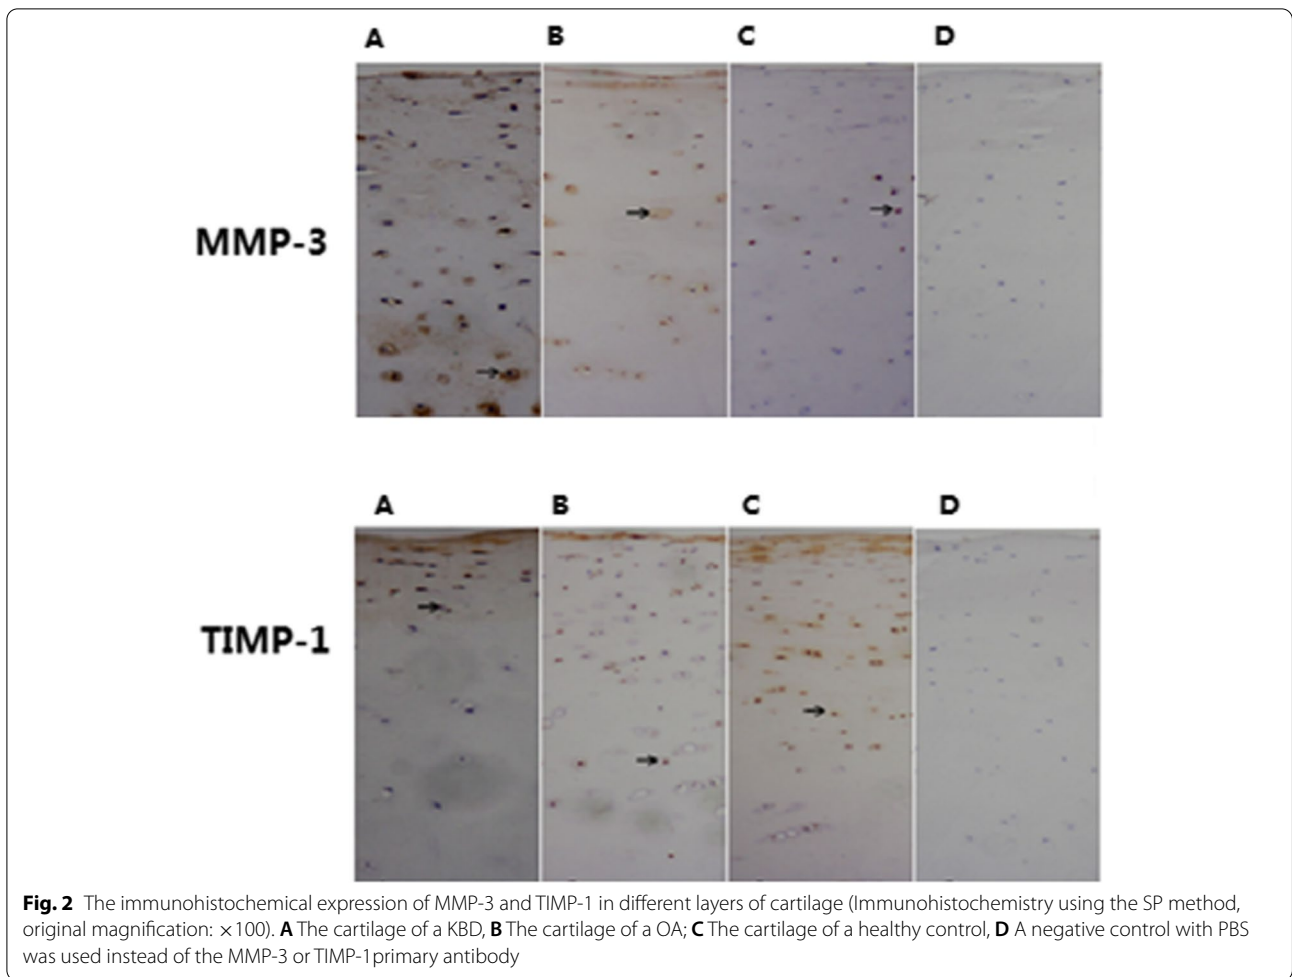 A B C D
MMP-3
A B C D
TIMP-1
Fig. 2 The immunohistochemical expression of MMP-3 and TIMP-1 in different layers of cartilage (Immunohistochemistry using the SP method,
original magnification: ×100). A The cartilage of a KBD, B The cartilage of a OA; C The cartilage of a healthy control, D A negative control with PBS
was used instead of the MMP-3 or TIMP-1primary antibody